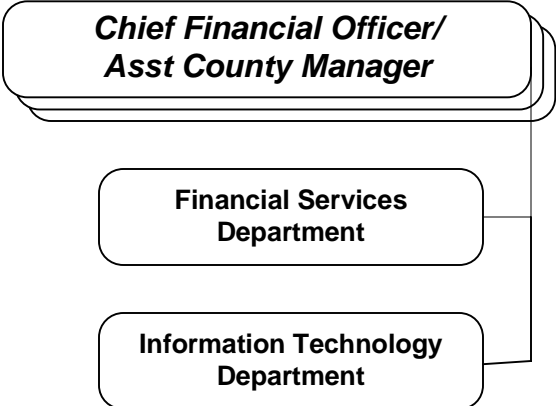 Chief Financial Officer/
Asst County Manager
Financial Services
Department
Information Technology
Department